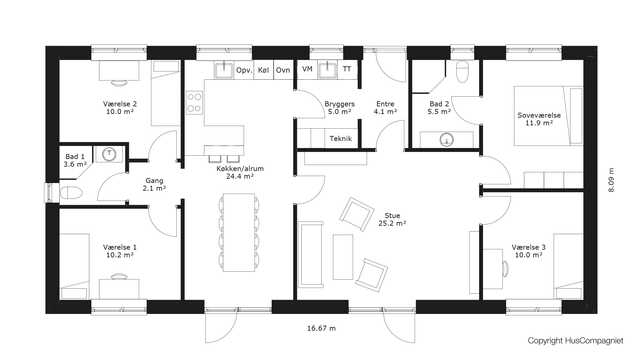 Opv. Køl Ovn
VM TT
Værelse 2
10.0 m²
Bryggers
5.0 m²
Entre
4.1 m²
Bad 2
5.5 m²
Soveværelse
11.9 m²
Teknik
Bad 1
3.6 m²
Køkken/alrum
24.4 m²
Gang
2.1 m²
Stue
25.2 m²
Værelse 1
10.2 m²
Værelse 3
10.0 m²
8.09 m
16.67 m
Copyright HusCompagniet